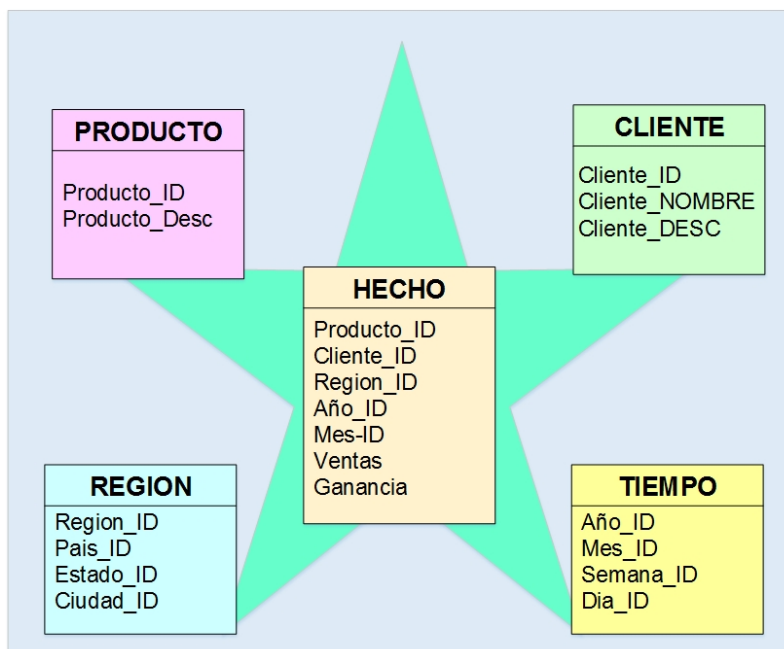 PRODUCTO
Producto_ID
Producto_Desc
CLIENTE
Cliente_ID
Cliente_NOMBRE
Cliente_DESC
HECHO
Producto_ID
Cliente_ID
Region_ID
Año_ID
Mes-ID
Ventas
Ganancia
REGION
Region_ID
Pais_ID
Estado_ID
Ciudad_ID
TIEMPO
Año_ID
Mes_ID
Semana_ID
Dia_ID